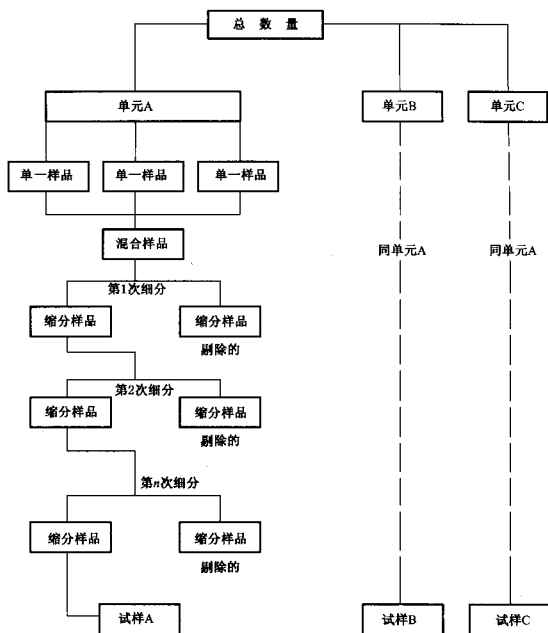 总 数 量
单元A
单元B
单元C
单一样品
单一样品
单一样品
混合样品
同单元A
同单元A
第1次细分
缩分样品
缩分样品
剔除的
第2次细分
缩分样品
缩分样品
剔除的
第n次细分
缩分样品
缩分样品
剔除的
试样A
试样B
试样C